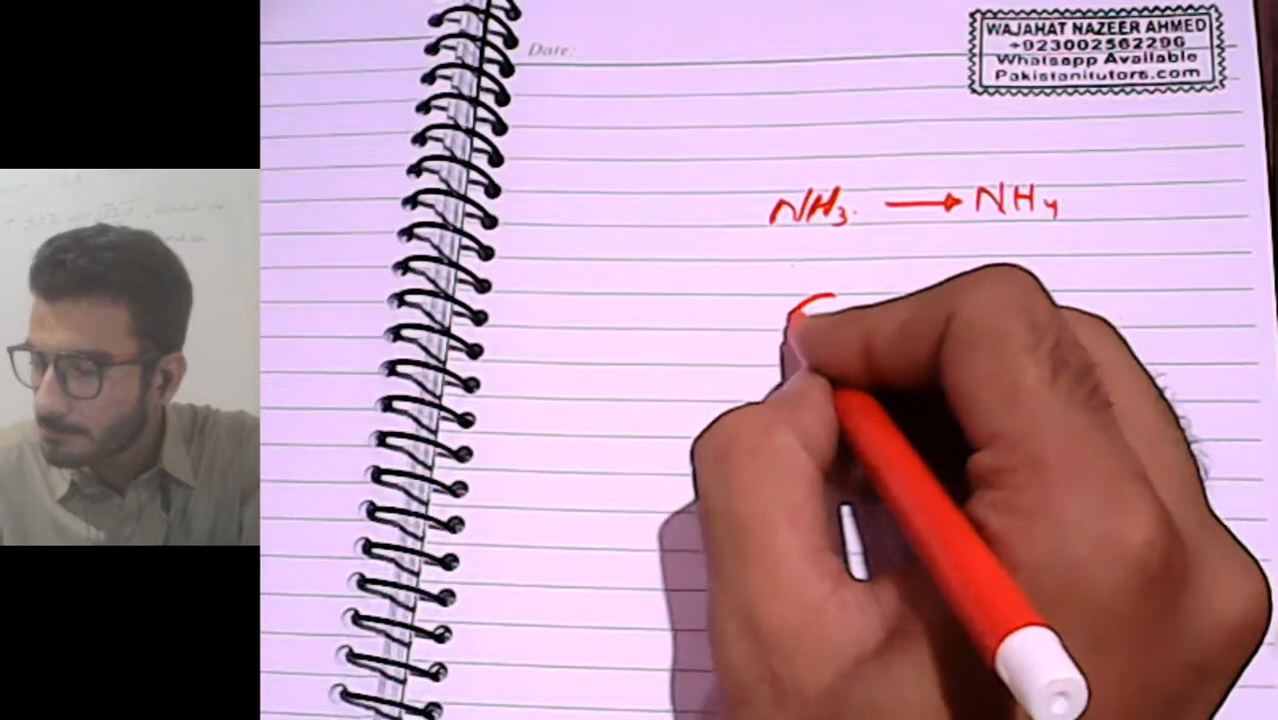 Date:
WAJAHAT NAZEER AHMED
+923002562296
Whatsapp Available
Pakistanitutors.com
NH₃. → NH₄